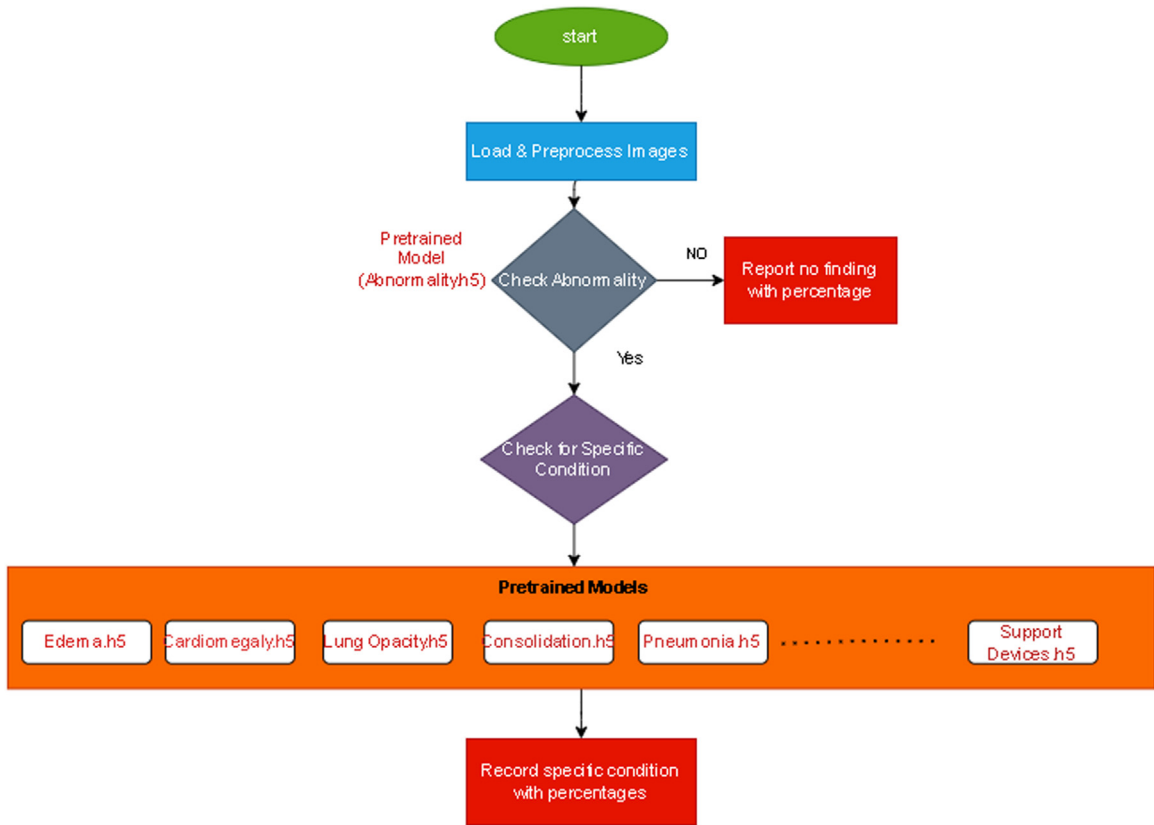 start
Load & Preprocess Images
Pretrained
Model
(Abnormality.h5)
Check Abnormality
NO
Report no finding
with percentage
Yes
Check for Specific
Condition
Pretrained Models
Edema.h5
Cardiomegaly.h5
Lung Opacity.h5
Consolidation.h5
Pneumonia.h5
Support
Devices.h5
Record specific condition
with percentages